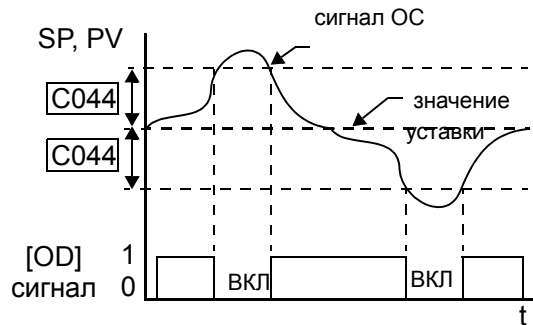 сигнал ОС
SP, PV
C044
значение
уставки
C044
[OD]
сигнал
1
0
ВКЛ
ВКЛ
t